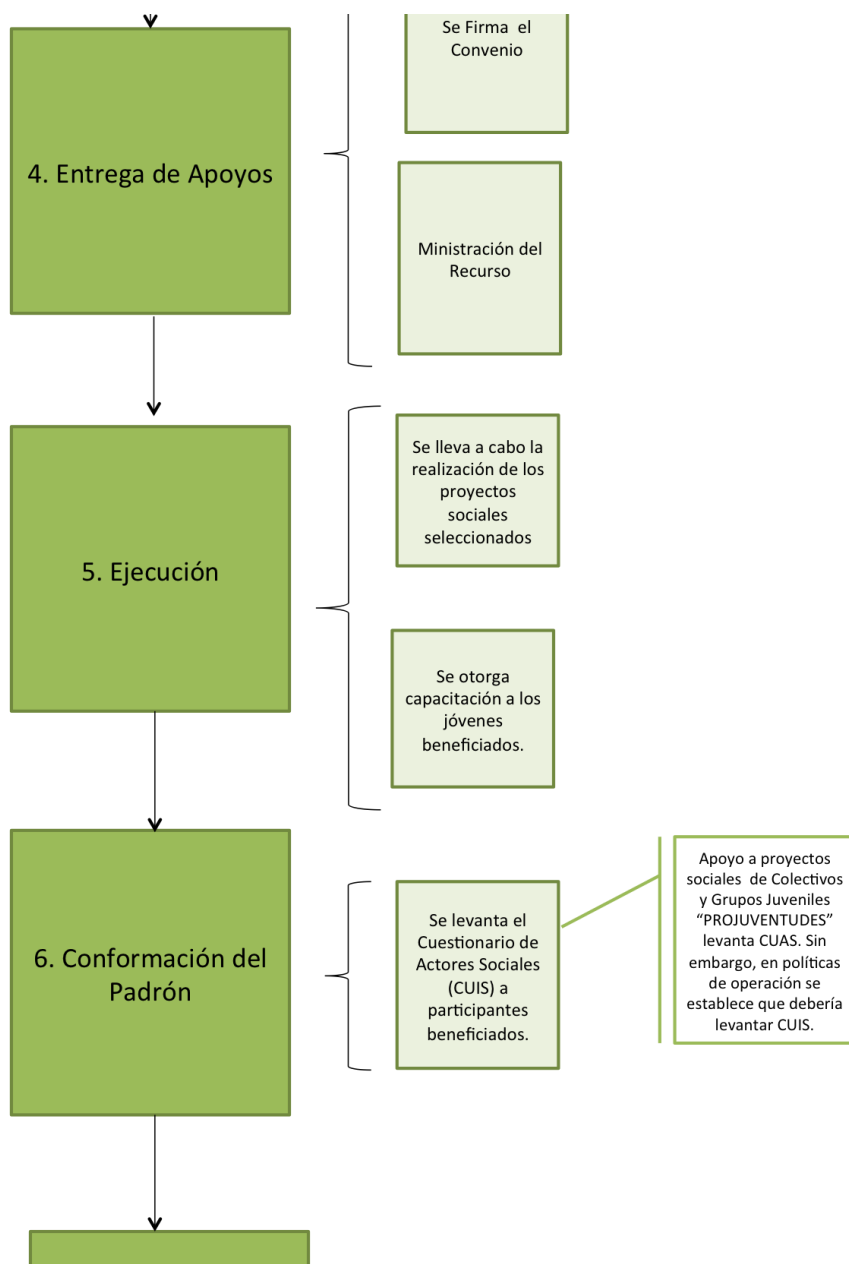 Se Firma el
Convenio
4. Entrega de Apoyos
Ministración del
Recurso
5. Ejecución
Se lleva a cabo la
realización de los
proyectos
sociales
seleccionados
Se otorga
capacitación a los
jóvenes
beneficiados.
6. Conformación del
Padrón
Se levanta el
Cuestionario de
Actores Sociales
(CUIS) a
participantes
beneficiados.
Apoyo a proyectos
sociales de Colectivos
y Grupos Juveniles
“PROJUVENTUDES”
levanta CUAS. Sin
embargo, en políticas
de operación se
establece que debería
levantar CUIS.